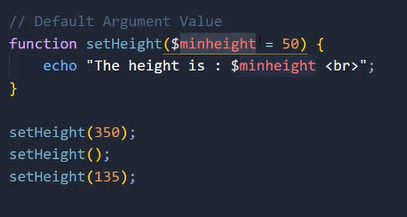 // Default Argument Value
function setHeight($minheight = 50) {
    echo "The height is : $minheight <br>";
}

setHeight(350);
setHeight();
setHeight(135);